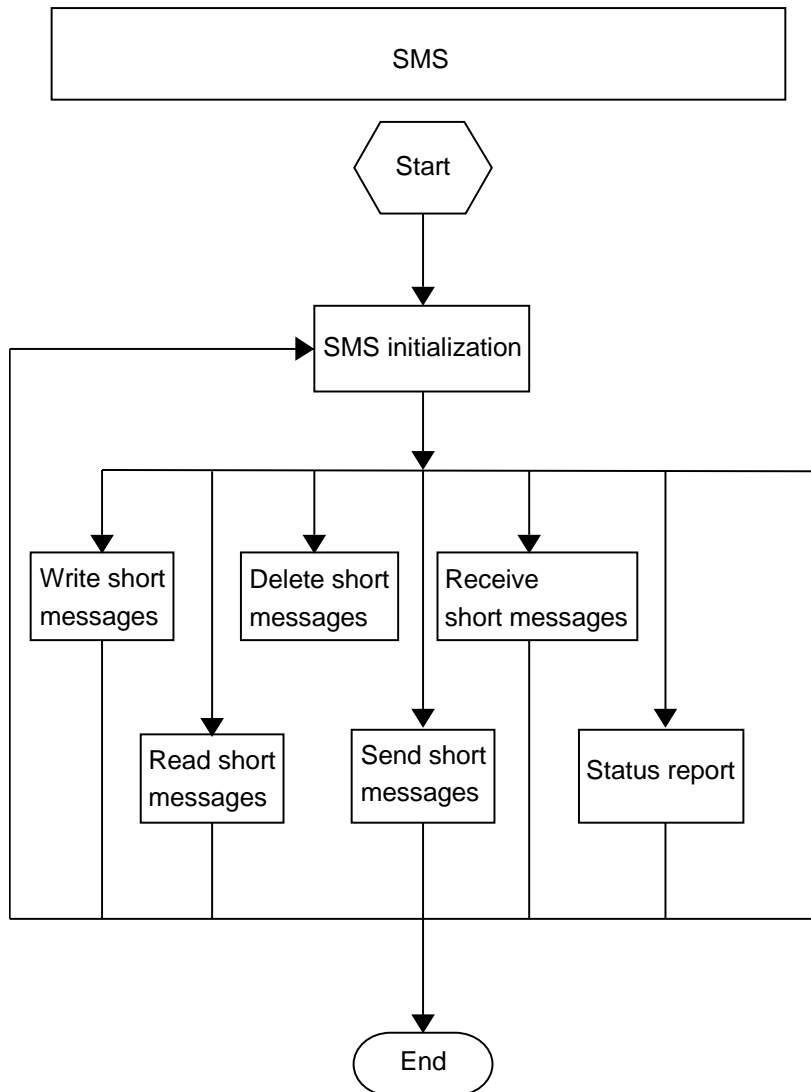 SMS
Start
SMS initialization
Write short
messages
Delete short
messages
Receive
short messages
Read short
messages
Send short
messages
Status report
End